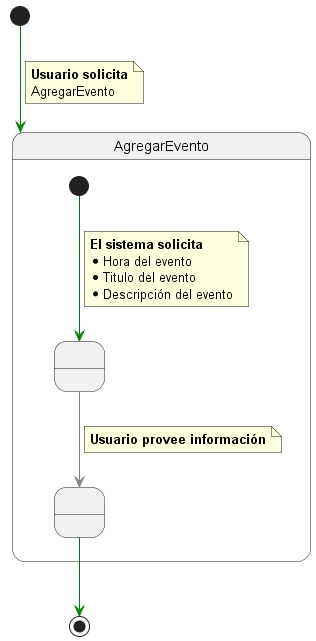 Usuario solicita
AgregarEvento
AgregarEvento
El sistema solicita
• Hora del evento
• Titulo del evento
• Descripción del evento
Usuario provee información